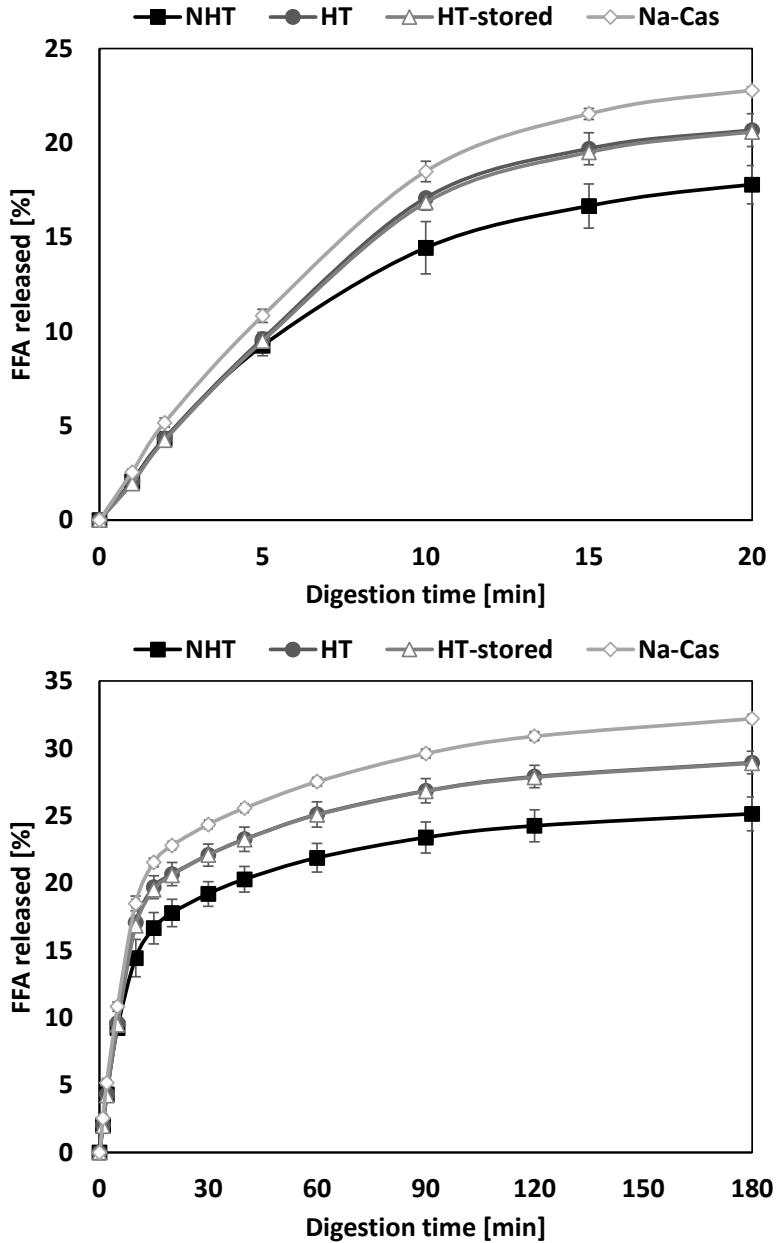 NHT HT HT-stored Na-Cas
25
20
15
10
5
0
FFA released [%]
0 5 10 15 20
Digestion time [min]
NHT HT HT-stored Na-Cas
35
30
25
20
15
10
5
0
FFA released [%]
0 30 60 90 120 150 180
Digestion time [min]